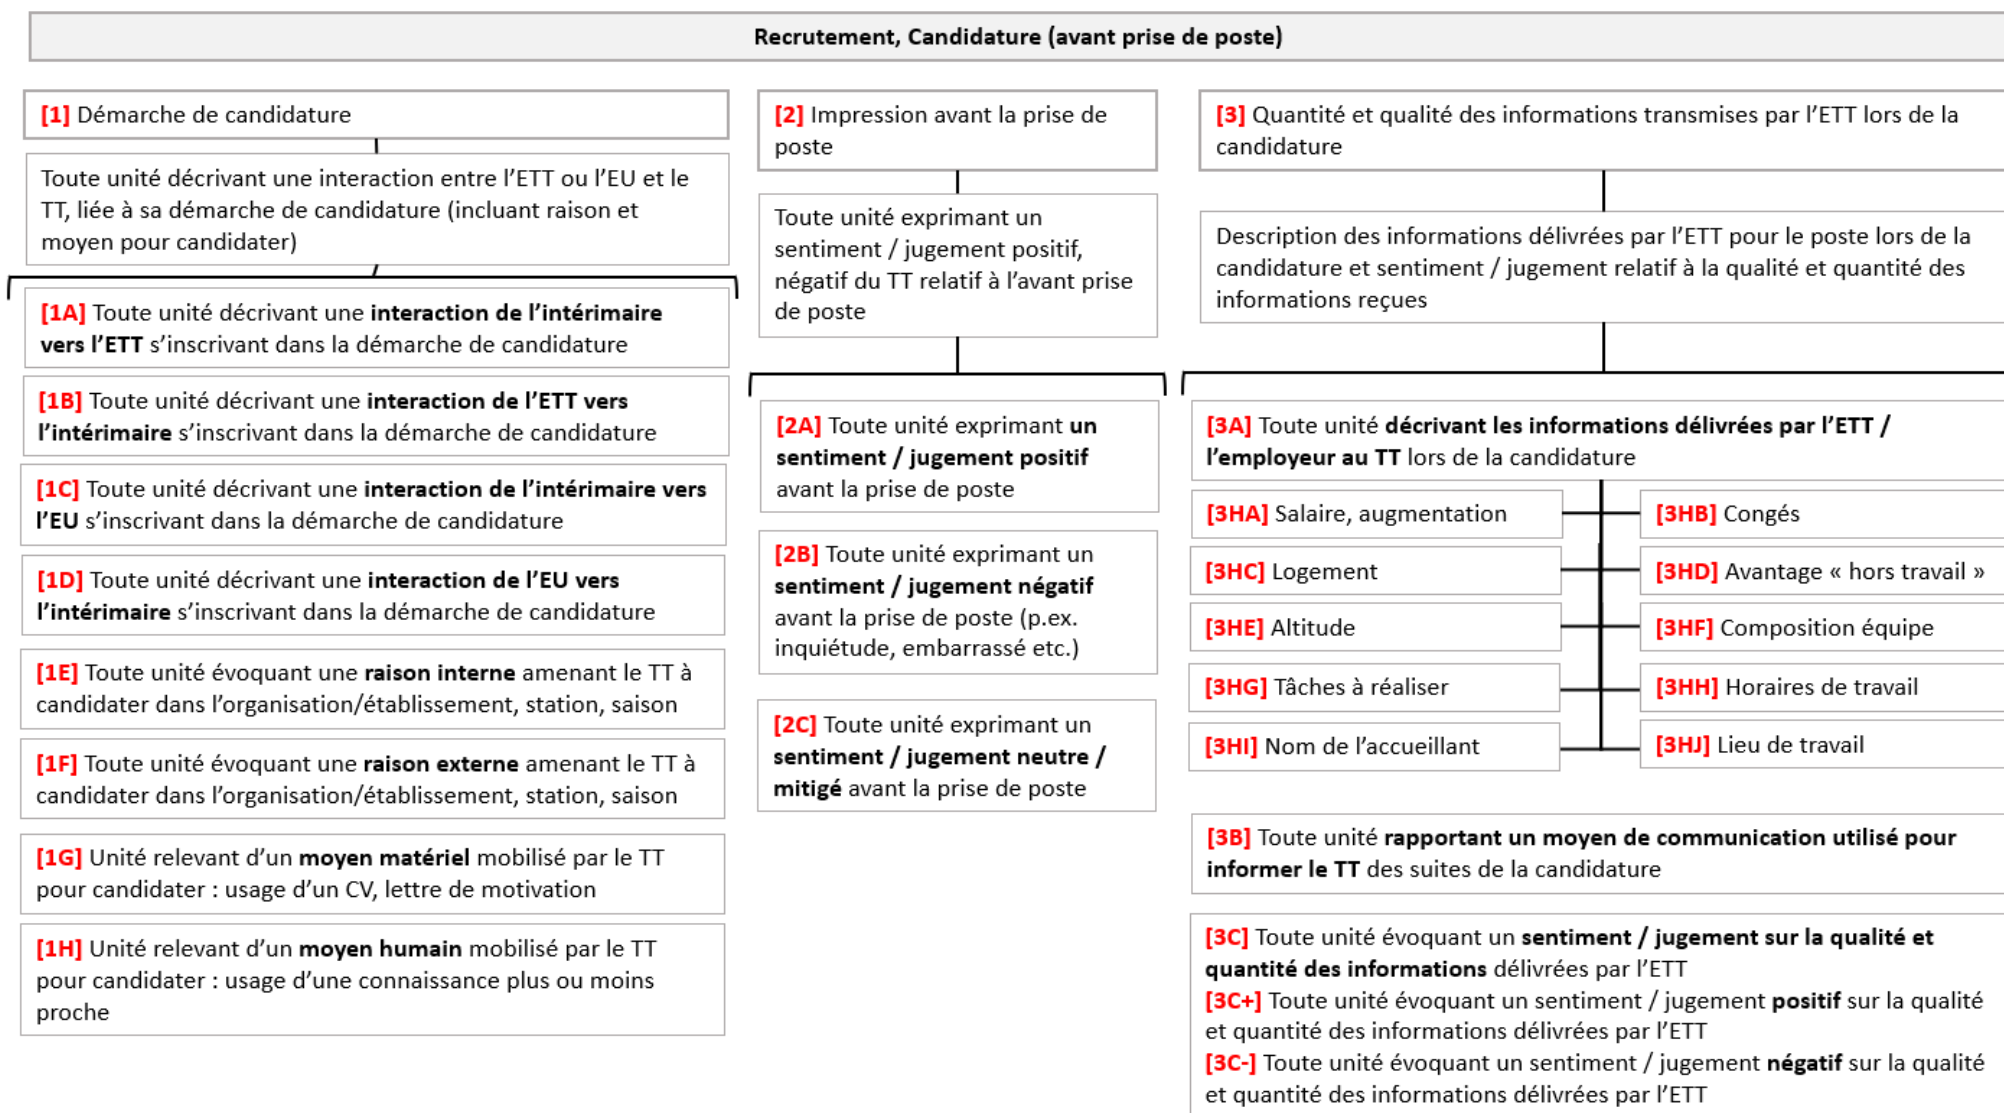 Recrutement, Candidature (avant prise de poste)
[1] Démarche de candidature
Toute unité décrivant une interaction entre l’ETT ou l’EU et le
TT, liée à sa démarche de candidature (incluant raison et
moyen pour candidater)
[1A] Toute unité décrivant une interaction de l’intérimaire
vers l’ETT s’inscrivant dans la démarche de candidature
[1B] Toute unité décrivant une interaction de l’ETT vers
l’intérimaire s’inscrivant dans la démarche de candidature
[1C] Toute unité décrivant une interaction de l’intérimaire vers
l’EU s’inscrivant dans la démarche de candidature
[1D] Toute unité décrivant une interaction de l’EU vers
l’intérimaire s’inscrivant dans la démarche de candidature
[1E] Toute unité évoquant une raison interne amenant le TT à
candidater dans l’organisation/établissement, station, saison
[1F] Toute unité évoquant une raison externe amenant le TT à
candidater dans l’organisation/établissement, station, saison
[1G] Unité relevant d’un moyen matériel mobilisé par le TT
pour candidater : usage d’un CV, lettre de motivation
[1H] Unité relevant d’un moyen humain mobilisé par le TT
pour candidater : usage d’une connaissance plus ou moins
proche
[2] Impression avant la prise de
poste
Toute unité exprimant un
sentiment / jugement positif,
négatif du TT relatif à l’avant prise
de poste
[2A] Toute unité exprimant un
sentiment / jugement positif
avant la prise de poste
[2B] Toute unité exprimant un
sentiment / jugement négatif
avant la prise de poste (p.ex.
inquiétude, embarrassé etc.)
[2C] Toute unité exprimant un
sentiment / jugement neutre /
mitigé avant la prise de poste
[3] Quantité et qualité des informations transmises par l’ETT lors de la
candidature
Description des informations délivrées par l’ETT pour le poste lors de la
candidature et sentiment / jugement relatif à la qualité et quantité des
informations reçues
[3A] Toute unité décrivant les informations délivrées par l’ETT /
l’employeur au TT lors de la candidature
[3HA] Salaire, augmentation
[3HB] Congés
[3HC] Logement
[3HD] Avantage « hors travail »
[3HE] Altitude
[3HF] Composition équipe
[3HG] Tâches à réaliser
[3HH] Horaires de travail
[3HI] Nom de l’accueillant
[3HJ] Lieu de travail
[3B] Toute unité rapportant un moyen de communication utilisé pour
informer le TT des suites de la candidature
[3C] Toute unité évoquant un sentiment / jugement sur la qualité et
quantité des informations délivrées par l’ETT
[3C+] Toute unité évoquant un sentiment / jugement positif sur la qualité
et quantité des informations délivrées par l’ETT
[3C-] Toute unité évoquant un sentiment / jugement négatif sur la qualité
et quantité des informations délivrées par l’ETT